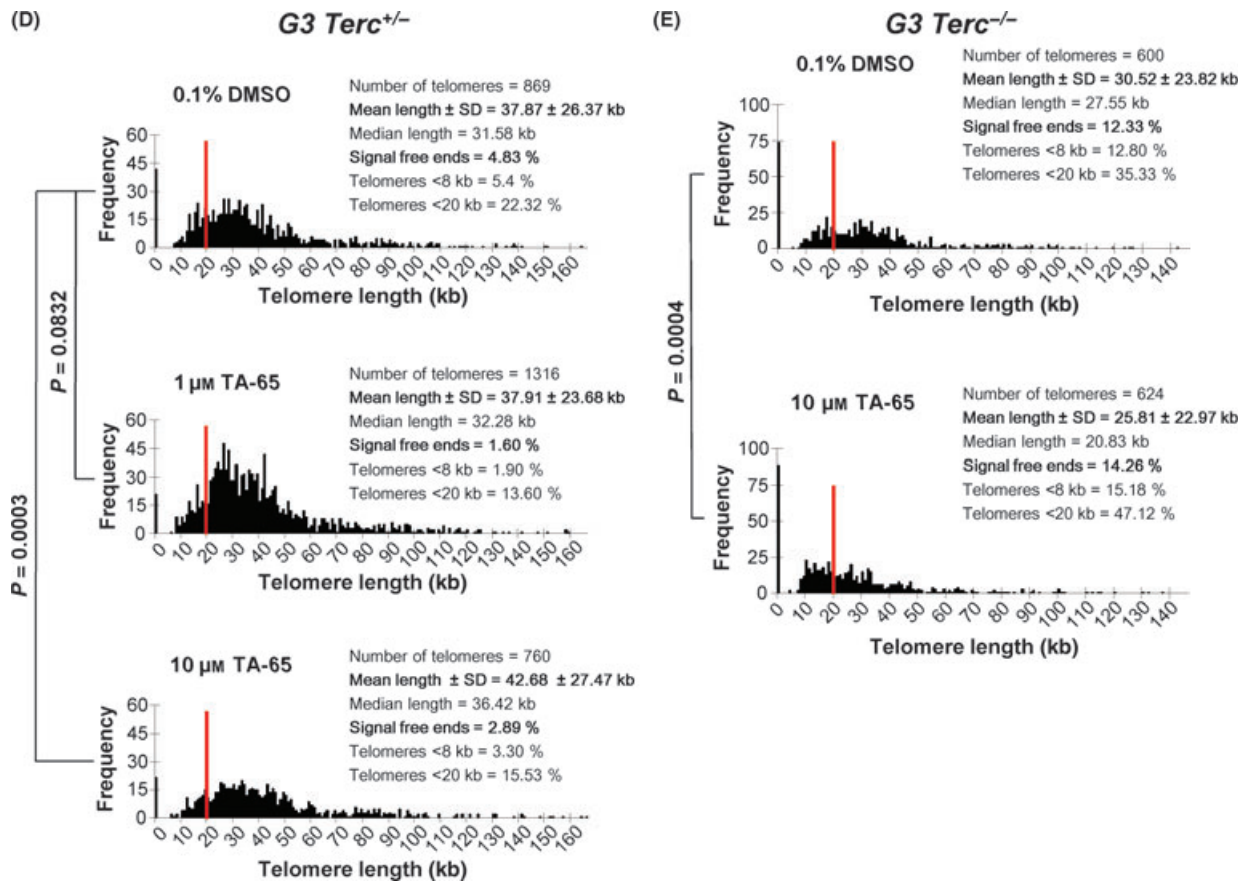 (D)
G3 Terc+/–
0.1% DMSO
Number of telomeres = 869
Mean length ± SD = 37.87 ± 26.37 kb
Median length = 31.58 kb
Signal free ends = 4.83 %
Telomeres <8 kb = 5.4 %
Telomeres <20 kb = 22.32 %
Frequency
60
45
30
15
0
0 10 20 30 40 50 60 70 80 90 100 110 120 130 140 150 160
Telomere length (kb)
P = 0.0832
P = 0.0003
1 µM TA-65
Number of telomeres = 1316
Mean length ± SD = 37.91 ± 23.68 kb
Median length = 32.28 kb
Signal free ends = 1.60 %
Telomeres <8 kb = 1.90 %
Telomeres <20 kb = 13.60 %
Frequency
60
45
30
15
0
0 10 20 30 40 50 60 70 80 90 100 110 120 130 140 150 160
Telomere length (kb)
10 µM TA-65
Number of telomeres = 760
Mean length ± SD = 42.68 ± 27.47 kb
Median length = 36.42 kb
Signal free ends = 2.89 %
Telomeres <8 kb = 3.30 %
Telomeres <20 kb = 15.53 %
Frequency
60
45
30
15
0
0 10 20 30 40 50 60 70 80 90 100 110 120 130 140 150 160
Telomere length (kb)
(E)
G3 Terc–/–
0.1% DMSO
Number of telomeres = 600
Mean length ± SD = 30.52 ± 23.82 kb
Median length = 27.55 kb
Signal free ends = 12.33 %
Telomeres <8 kb = 12.80 %
Telomeres <20 kb = 35.33 %
Frequency
100
75
50
25
0
0 10 20 30 40 50 60 70 80 90 100 110 120 130 140
Telomere length (kb)
P = 0.0004
10 µM TA-65
Number of telomeres = 624
Mean length ± SD = 25.81 ± 22.97 kb
Median length = 20.83 kb
Signal free ends = 14.26 %
Telomeres <8 kb = 15.18 %
Telomeres <20 kb = 47.12 %
Frequency
100
75
50
25
0
0 10 20 30 40 50 60 70 80 90 100 110 120 130 140
Telomere length (kb)